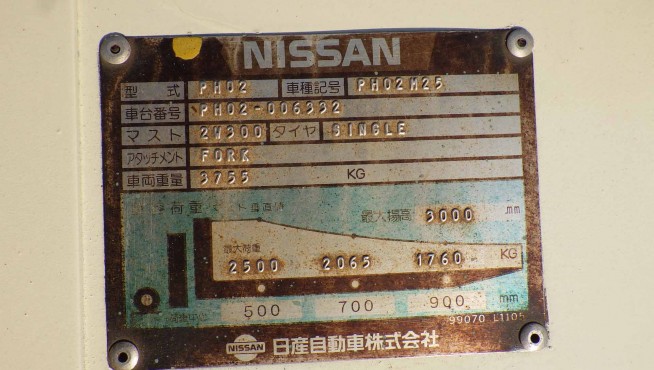 NISSAN
型式 PH02 車種記号 PH02M25
車台番号 PH02-006332
マスト 2W300 タイヤ SINGLE
アタッチメント FORK
車両重量 3755 KG
荷重
最大揚高 3000 mm
最大荷重
2500 2065 1760 KG
500 700 900 mm
99070 L1105
NISSAN 日産自動車株式会社